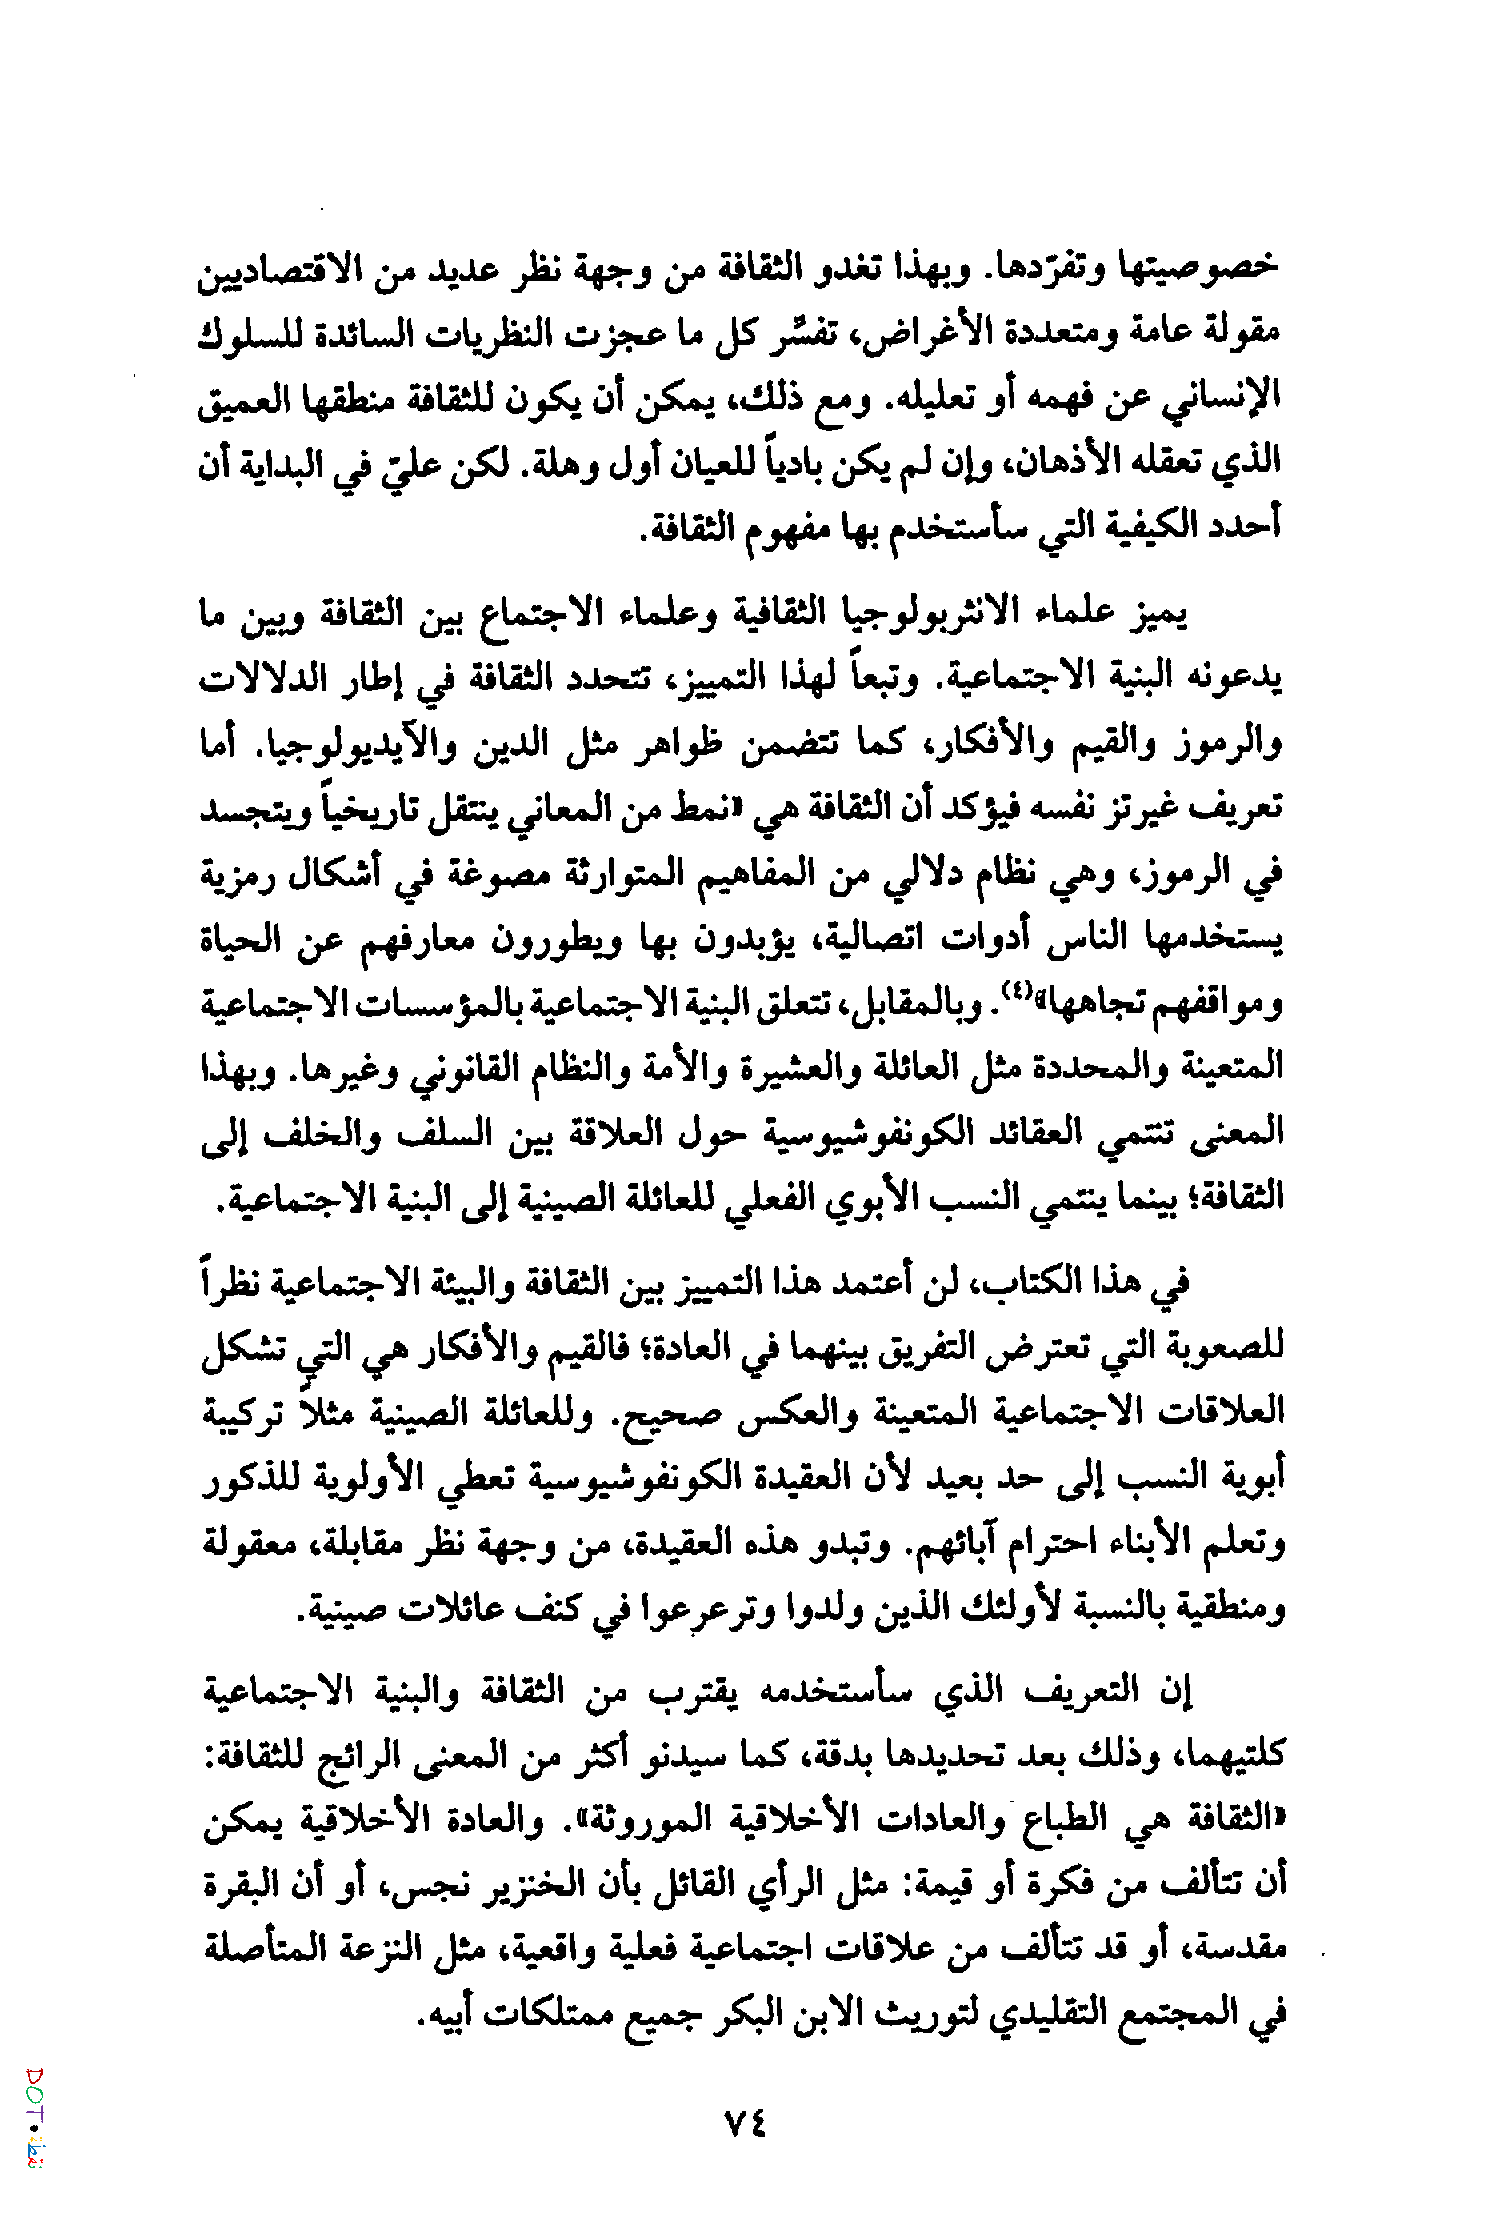 خصوصيتها وتفرّدها. وبهذا تغدو الثقافة من وجهة نظر عديد من الاقتصاديين
مقولة عامة ومتعددة الأغراض، تفسَّر كل ما عجزت النظريات السائدة للسلوك
الإنساني عن فهمه أو تعليله. ومع ذلك، يمكن أن يكون للثقافة منطقها العميق
الذي تعقله الأذهان، وإن لم يكن بادياً للعيان أول وهلة. لكن عليّ في البداية أن
أحدد الكيفية التي سأستخدم بها مفهوم الثقافة.
يميز علماء الانثربولوجيا الثقافية وعلماء الاجتماع بين الثقافة وبين ما
يدعونه البنية الاجتماعية. وتبعاً لهذا التمييز، تتحدد الثقافة في إطار الدلالات
والرموز والقيم والأفكار، كما تتضمن ظواهر مثل الدين والآيديولوجيا. أما
تعريف غيرتز نفسه فيؤكد أن الثقافة هي «نمط من المعاني ينتقل تاريخياً ويتجسد
في الرموز، وهي نظام دلالي من المفاهيم المتوارثة مصوغة في أشكال رمزية
يستخدمها الناس أدوات اتصالية، يؤبدون بها ويطورون معارفهم عن الحياة
ومواقفهم تجاهها»(٤). وبالمقابل، تتعلق البنية الاجتماعية بالمؤسسات الاجتماعية
المتعينة والمحددة مثل العائلة والعشيرة والأمة والنظام القانوني وغيرها. وبهذا
المعنى تنتمي العقائد الكونفوشيوسية حول العلاقة بين السلف والخلف إلى
الثقافة؛ بينما ينتمي النسب الأبوي الفعلي للعائلة الصينية إلى البنية الاجتماعية.
في هذا الكتاب، لن أعتمد هذا التمييز بين الثقافة والبيئة الاجتماعية نظراً
للصعوبة التي تعترض التفريق بينهما في العادة؛ فالقيم والأفكار هي التي تشكل
العلاقات الاجتماعية المتعينة والعكس صحيح. وللعائلة الصينية مثلاً تركيبة
أبوية النسب إلى حد بعيد لأن العقيدة الكونفوشيوسية تعطي الأولوية للذكور
وتعلم الأبناء احترام آبائهم. وتبدو هذه العقيدة، من وجهة نظر مقابلة، معقولة
ومنطقية بالنسبة لأولئك الذين ولدوا وترعرعوا في كنف عائلات صينية.
إن التعريف الذي سأستخدمه يقترب من الثقافة والبنية الاجتماعية
كلتيهما، وذلك بعد تحديدها بدقة، كما سيدنو أكثر من المعنى الرائج للثقافة:
«الثقافة هي الطباع والعادات الأخلاقية الموروثة». والعادة الأخلاقية يمكن
أن تتألف من فكرة أو قيمة: مثل الرأي القائل بأن الخنزير نجس، أو أن البقرة
مقدسة، أو قد تتألف من علاقات اجتماعية فعلية واقعية، مثل النزعة المتأصلة
في المجتمع التقليدي لتوريث الابن البكر جميع ممتلكات أبيه.
٧٤
DOT•نقطة